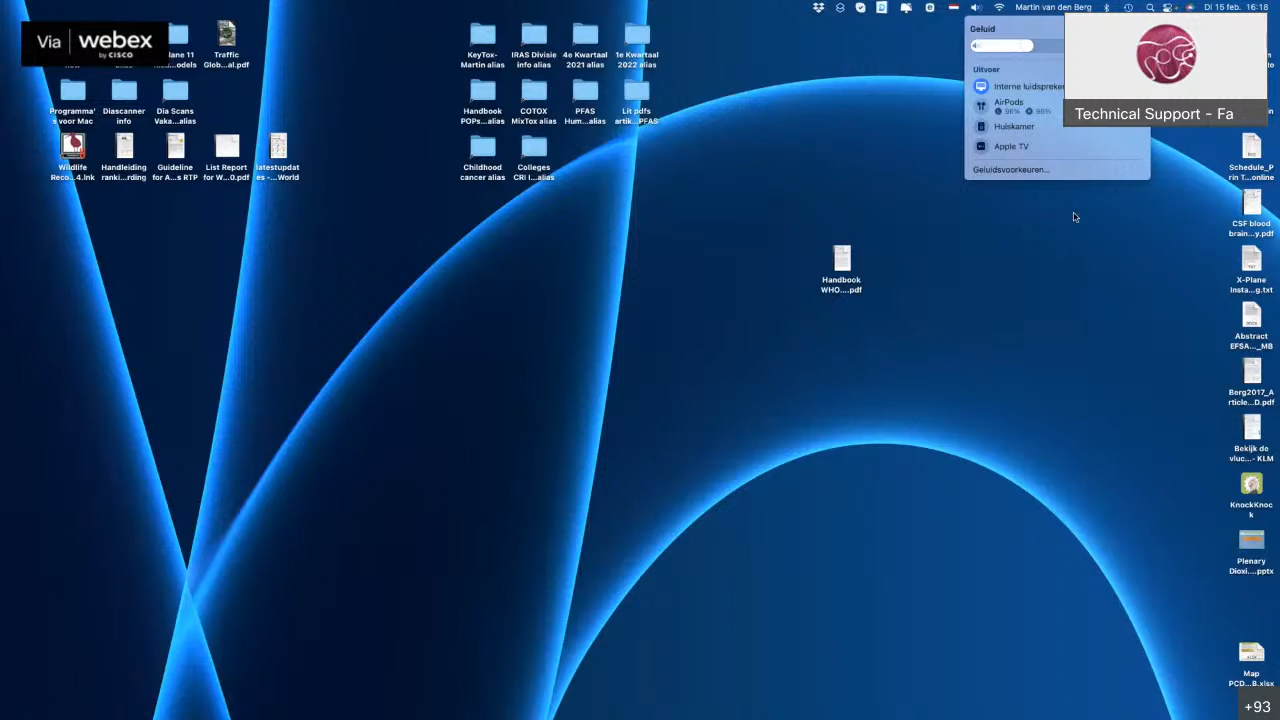 Martin van den Berg
Di 15 feb. 16:18
Via webex
by CISCO
Traffic
Glob...al.pdf
KeyTox-
Martin alias
IRAS Divisie
info alias
4e Kwartaal
2021 alias
1e Kwartaal
2022 alias
Geluid
Uitvoer
Interne luidspreke
AirPods
98% 98%
Huiskamer
Apple TV
Geluidsvoorkeuren...
Technical Support - Fa
Programma'
s voor Mac
Diascanner
info
Dia Scans
Vaka...alias
Handbook
POPs...alias
COTOX
MixTox alias
PFAS
Hum...alias
Lit pdfs
artik...PFAS
Wildlife
Reco...4.lnk
Handleiding
ranki...rding
Guideline
for A...s RTP
List Report
for W...0.pdf
latestupdat
es -...World
Childhood
cancer alias
Colleges
CRI I...alias
Handbook
WHO....pdf
Schedule_P
rin T...online
CSF blood
brain...y.pdf
X-Plane
Insta...g.txt
Abstract
EFSA..._MB
Berg2017_A
rticle...D.pdf
Bekijk de
vluc...- KLM
KnockKnoc
k
Plenary
Dioxi....pptx
Map
PCD...B.xlsx
+93